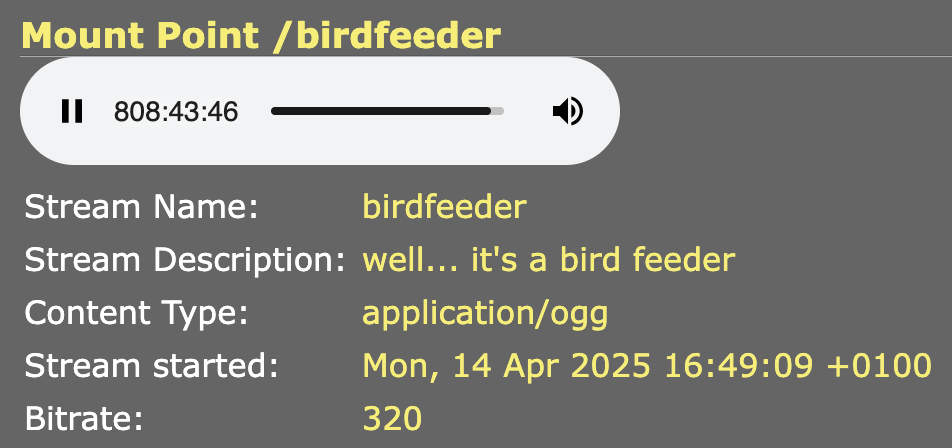 Mount Point /birdfeeder
808:43:46
Stream Name: birdfeeder
Stream Description: well... it's a bird feeder
Content Type: application/ogg
Stream started: Mon, 14 Apr 2025 16:49:09 +0100
Bitrate: 320